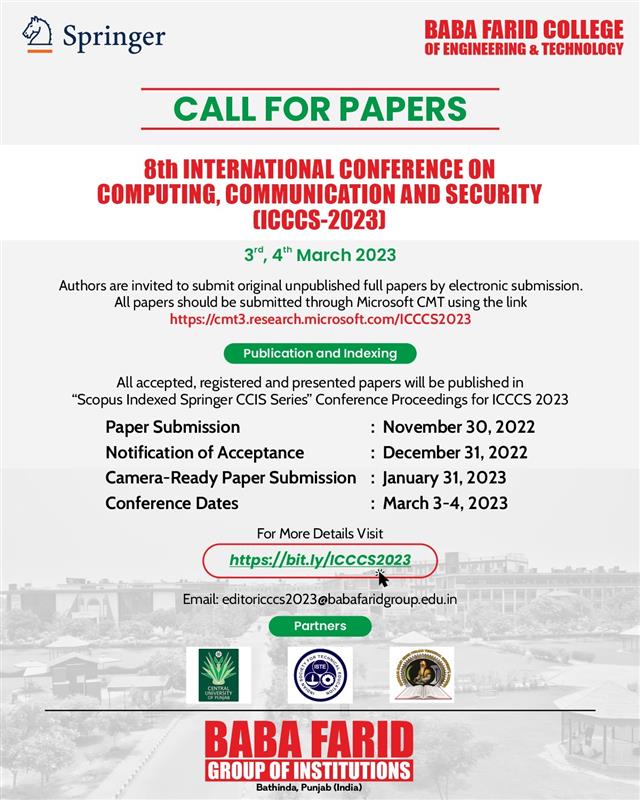 Springer
BABA FARID COLLEGE
OF ENGINEERING & TECHNOLOGY
CALL FOR PAPERS
8th INTERNATIONAL CONFERENCE ON
COMPUTING, COMMUNICATION AND SECURITY
(ICCCS-2023)
3rd, 4th March 2023
Authors are invited to submit original unpublished full papers by electronic submission.
All papers should be submitted through Microsoft CMT using the link
https://cmt3.research.microsoft.com/ICCCS2023
Publication and Indexing
All accepted, registered and presented papers will be published in
“Scopus Indexed Springer CCIS Series” Conference Proceedings for ICCCS 2023
Paper Submission : November 30, 2022
Notification of Acceptance : December 31, 2022
Camera-Ready Paper Submission : January 31, 2023
Conference Dates : March 3-4, 2023
For More Details Visit
https://bit.ly/ICCCS2023
Email: editoricccs2023@babafaridgroup.edu.in
Partners
CENTRAL
UNIVERSITY
OF PUNJAB
ISTE
INDIAN SOCIETY FOR TECHNICAL EDUCATION
BABA FARID
GROUP OF INSTITUTIONS
Bathinda, Punjab (India)